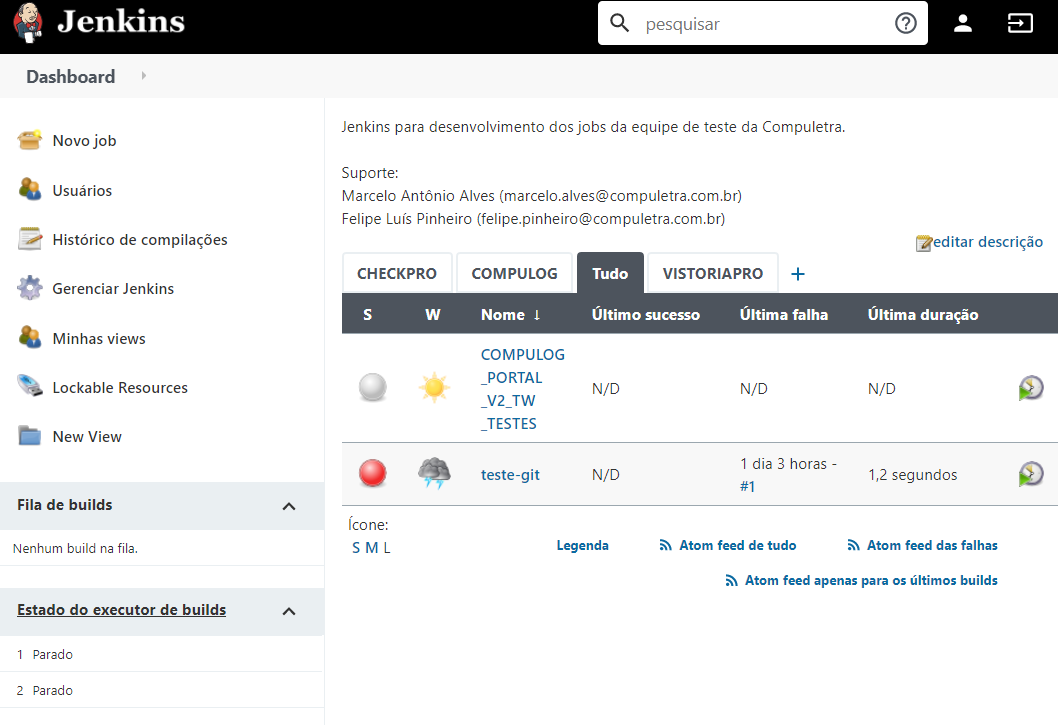 Jenkins
pesquisar
Dashboard
Novo job
Usuários
Histórico de compilações
Gerenciar Jenkins
Minhas views
Lockable Resources
New View
Fila de builds
Nenhum build na fila.
Estado do executor de builds
1 Parado
2 Parado
Jenkins para desenvolvimento dos jobs da equipe de teste da Compuletra.
Suporte:
Marcelo Antônio Alves (marcelo.alves@compuletra.com.br)
Felipe Luís Pinheiro (felipe.pinheiro@compuletra.com.br)
editar descrição
CHECKPRO COMPULOG Tudo VISTORIAPRO +
S W Nome ↓ Último sucesso Última falha Última duração
COMPULOG
_PORTAL
_V2_TW
_TESTES
N/D N/D N/D
teste-git N/D 1 dia 3 horas - 1,2 segundos
#1
Ícone:
S M L
Legenda Atom feed de tudo Atom feed das falhas
Atom feed apenas para os últimos builds